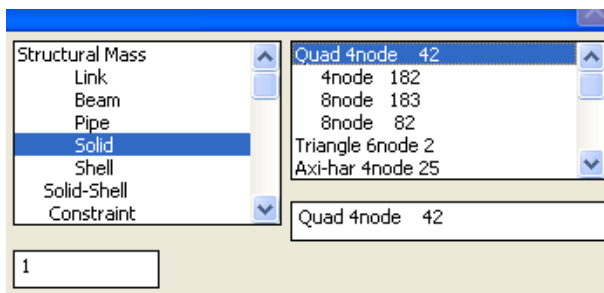 Structural Mass
Link
Beam
Pipe
Solid
Shell
Solid-Shell
Constraint
Quad 4node 42
4node 182
8node 183
8node 82
Triangle 6node 2
Axi-har 4node 25
Quad 4node 42
1